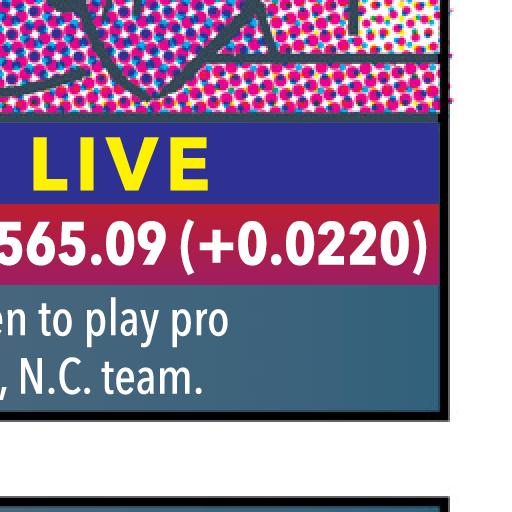 LIVE
565.09 (+0.0220)
en to play pro
, N.C. team.